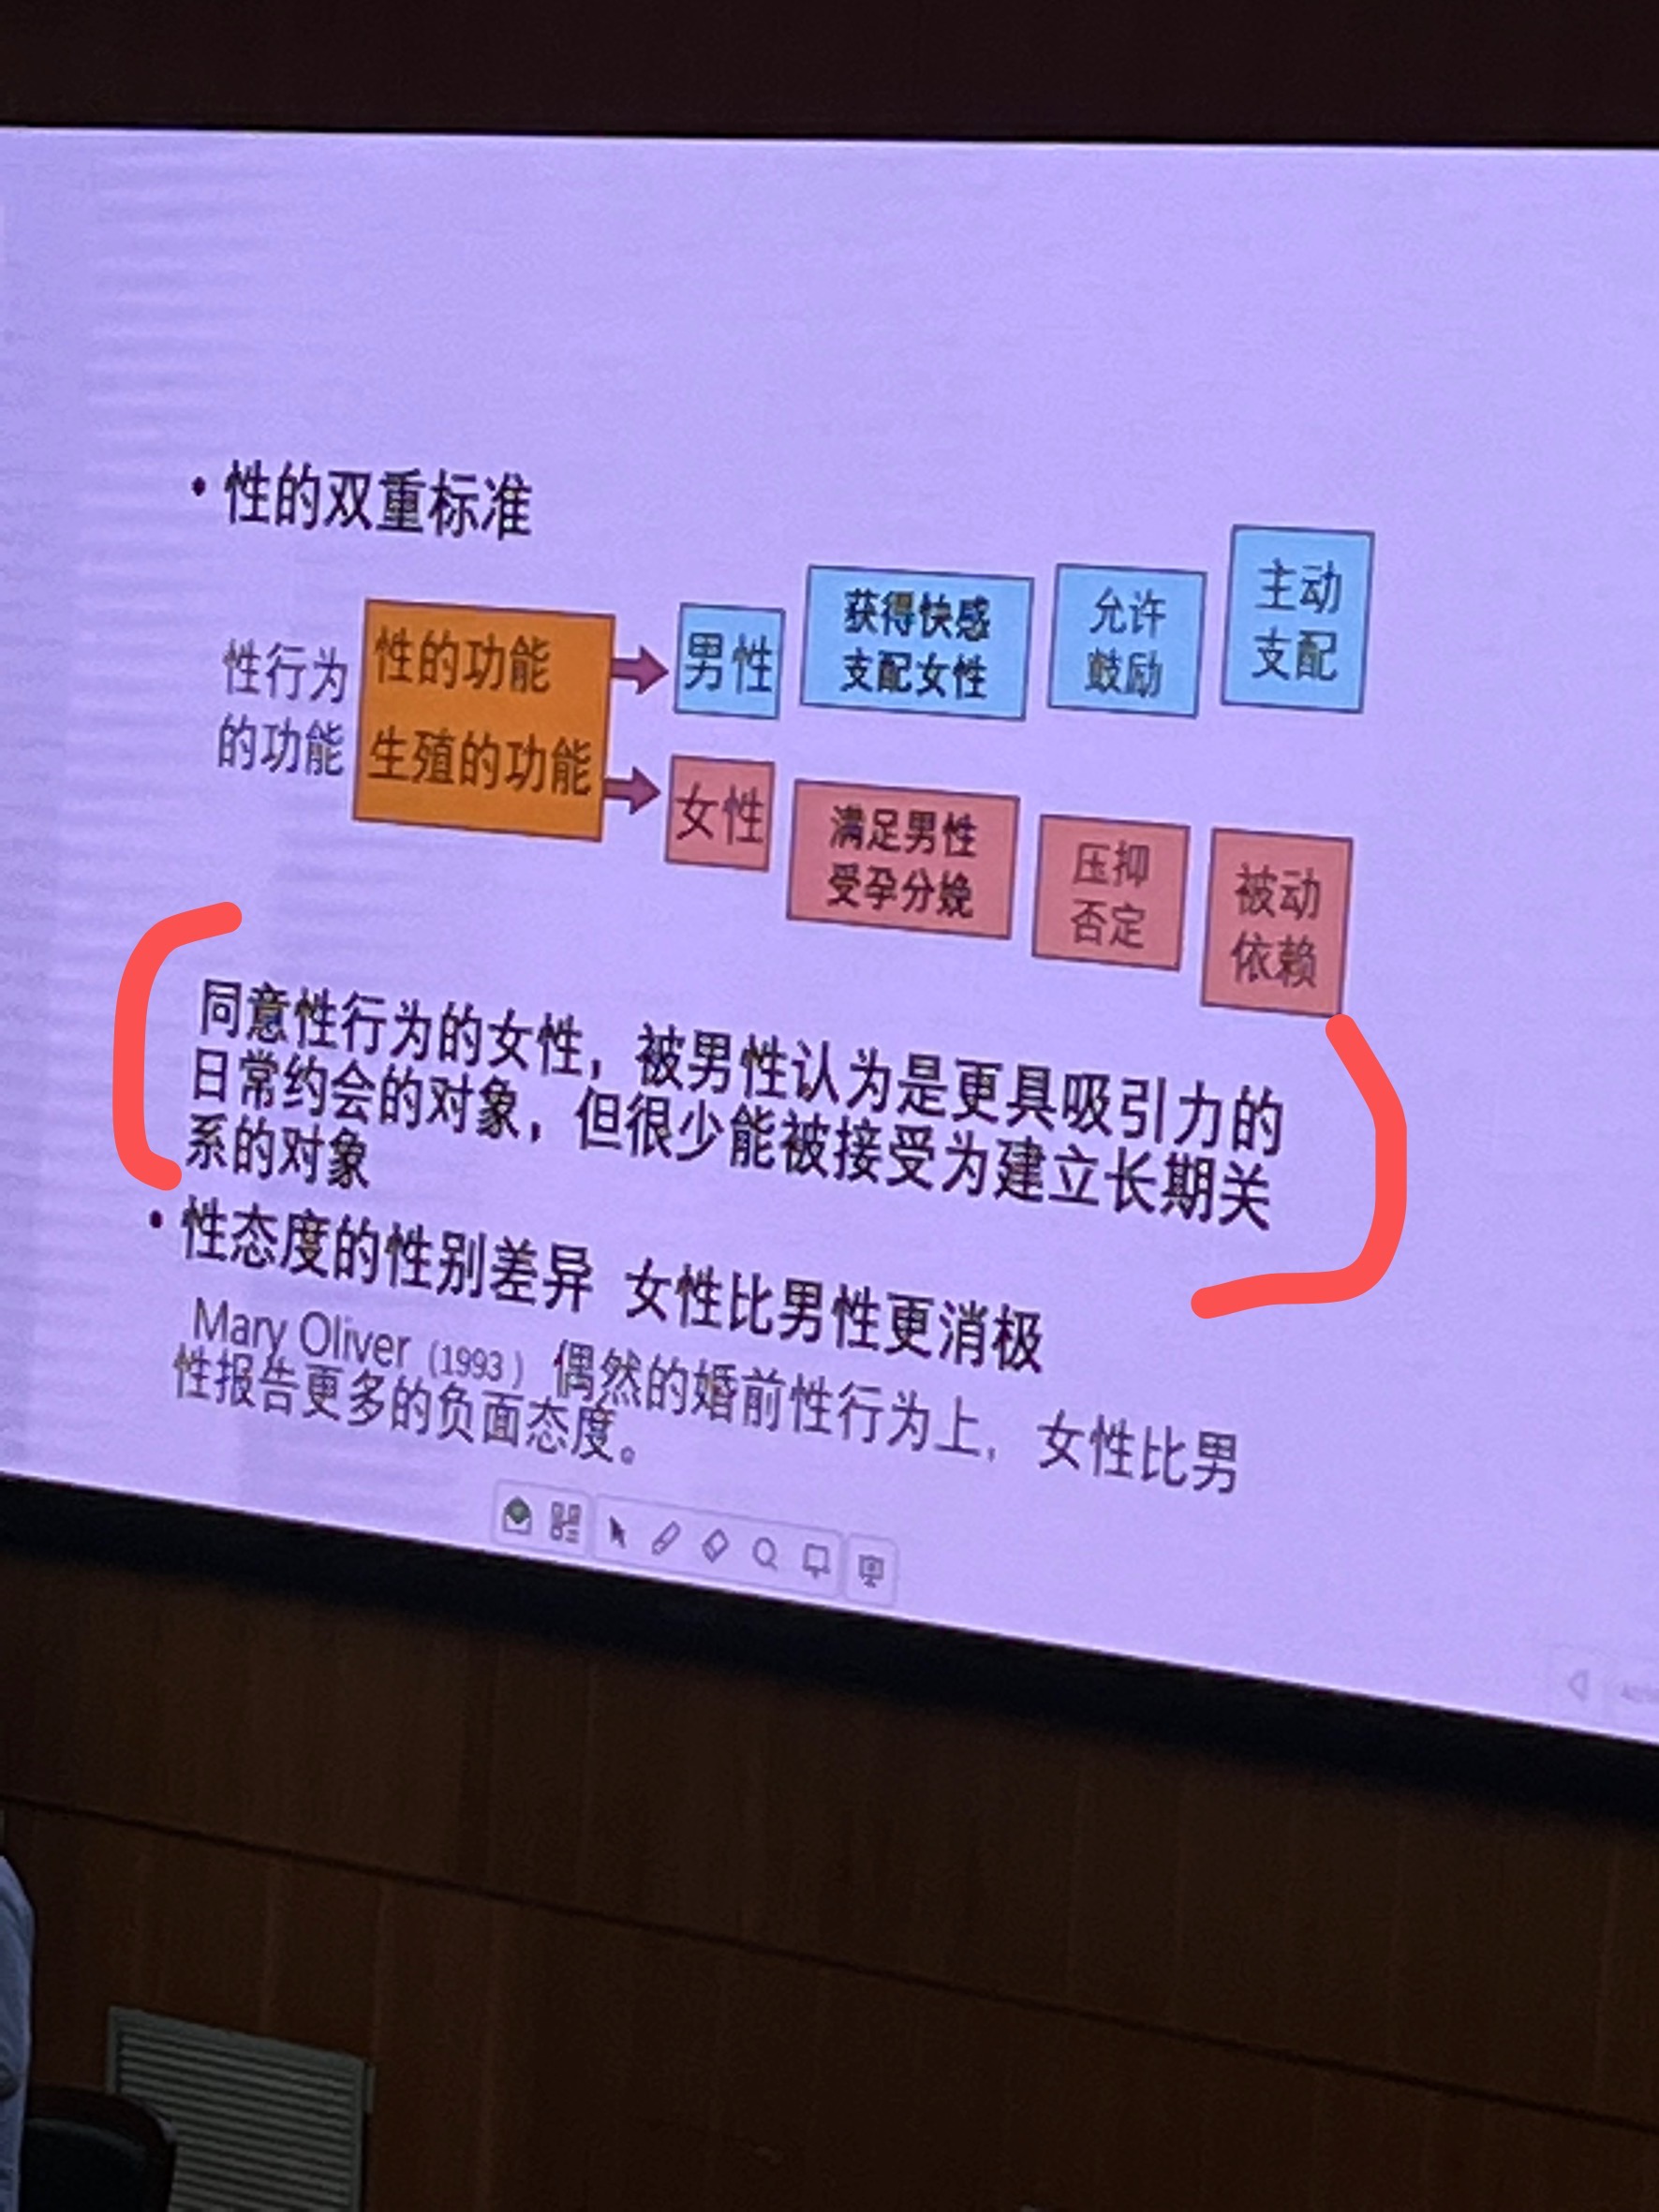 • 性的双重标准
性行为
的功能
性的功能
生殖的功能
男性
获得快感
支配女性
允许
鼓励
主动
支配
女性
满足男性
受孕分娩
压抑
否定
被动
依赖
同意性行为的女性，被男性认为是更具吸引力的
日常约会的对象，但很少能被接受为建立长期关
系的对象
• 性态度的性别差异 女性比男性更消极
Mary Oliver（1993）偶然的婚前性行为上，女性比男
性报告更多的负面态度。